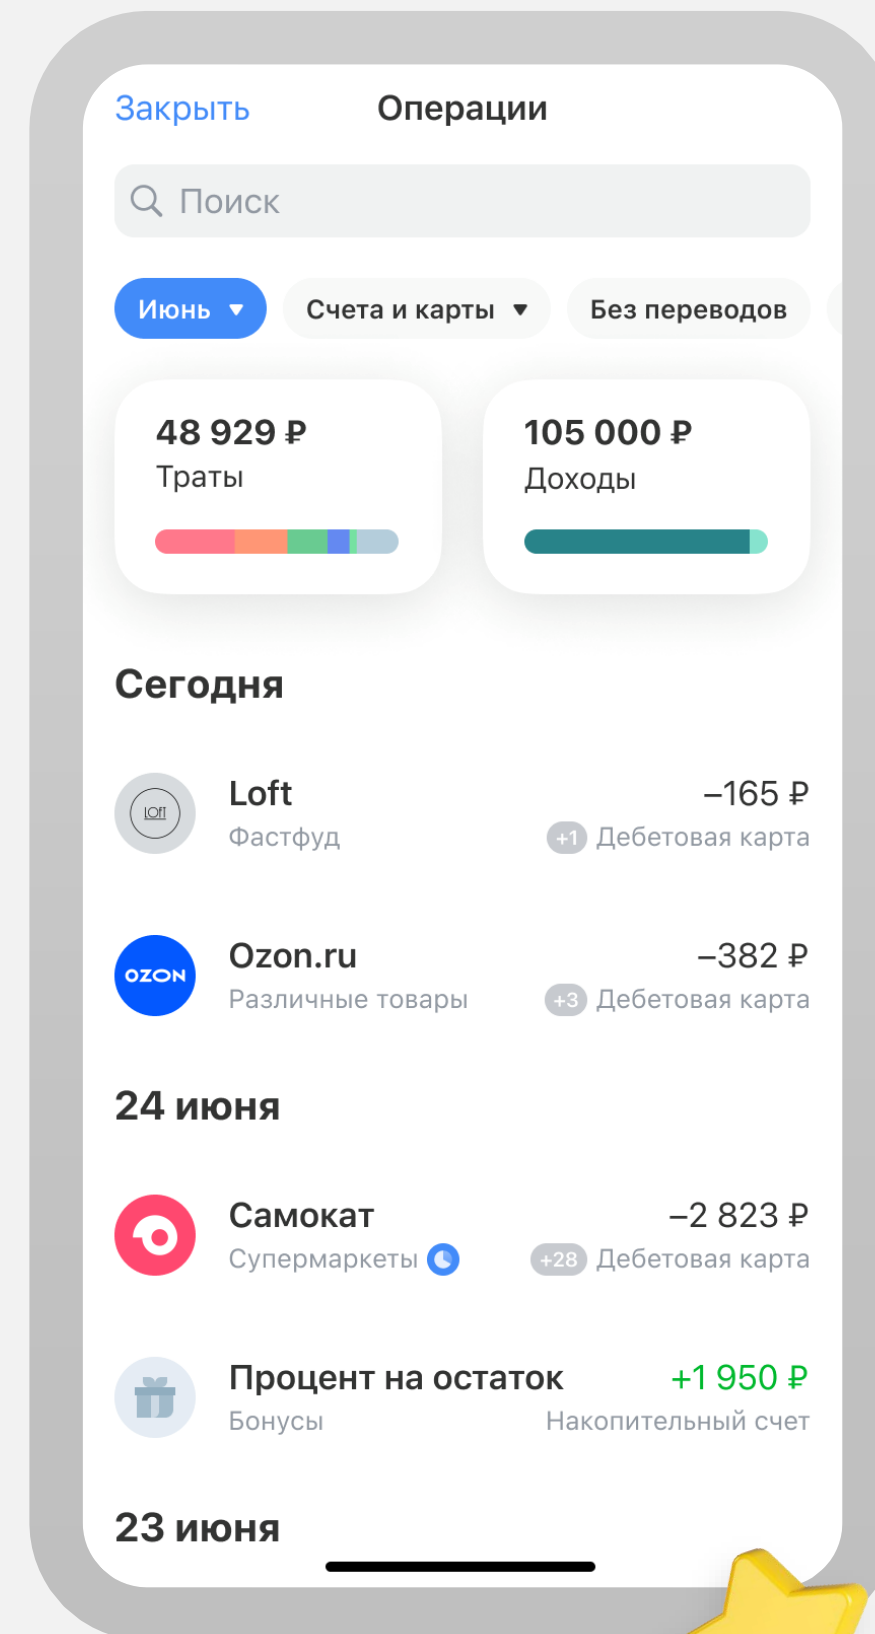 Закрыть Операции
Поиск
Июнь ▼ Счета и карты ▼ Без переводов
48 929 ₽ 105 000 ₽
Траты Доходы
Сегодня
LOFT
Loft –165 ₽
Фастфуд +1 Дебетовая карта
OZON
Ozon.ru –382 ₽
Различные товары +3 Дебетовая карта
24 июня
Самокат –2 823 ₽
Супермаркеты +28 Дебетовая карта
Процент на остаток +1 950 ₽
Бонусы Накопительный счет
23 июня